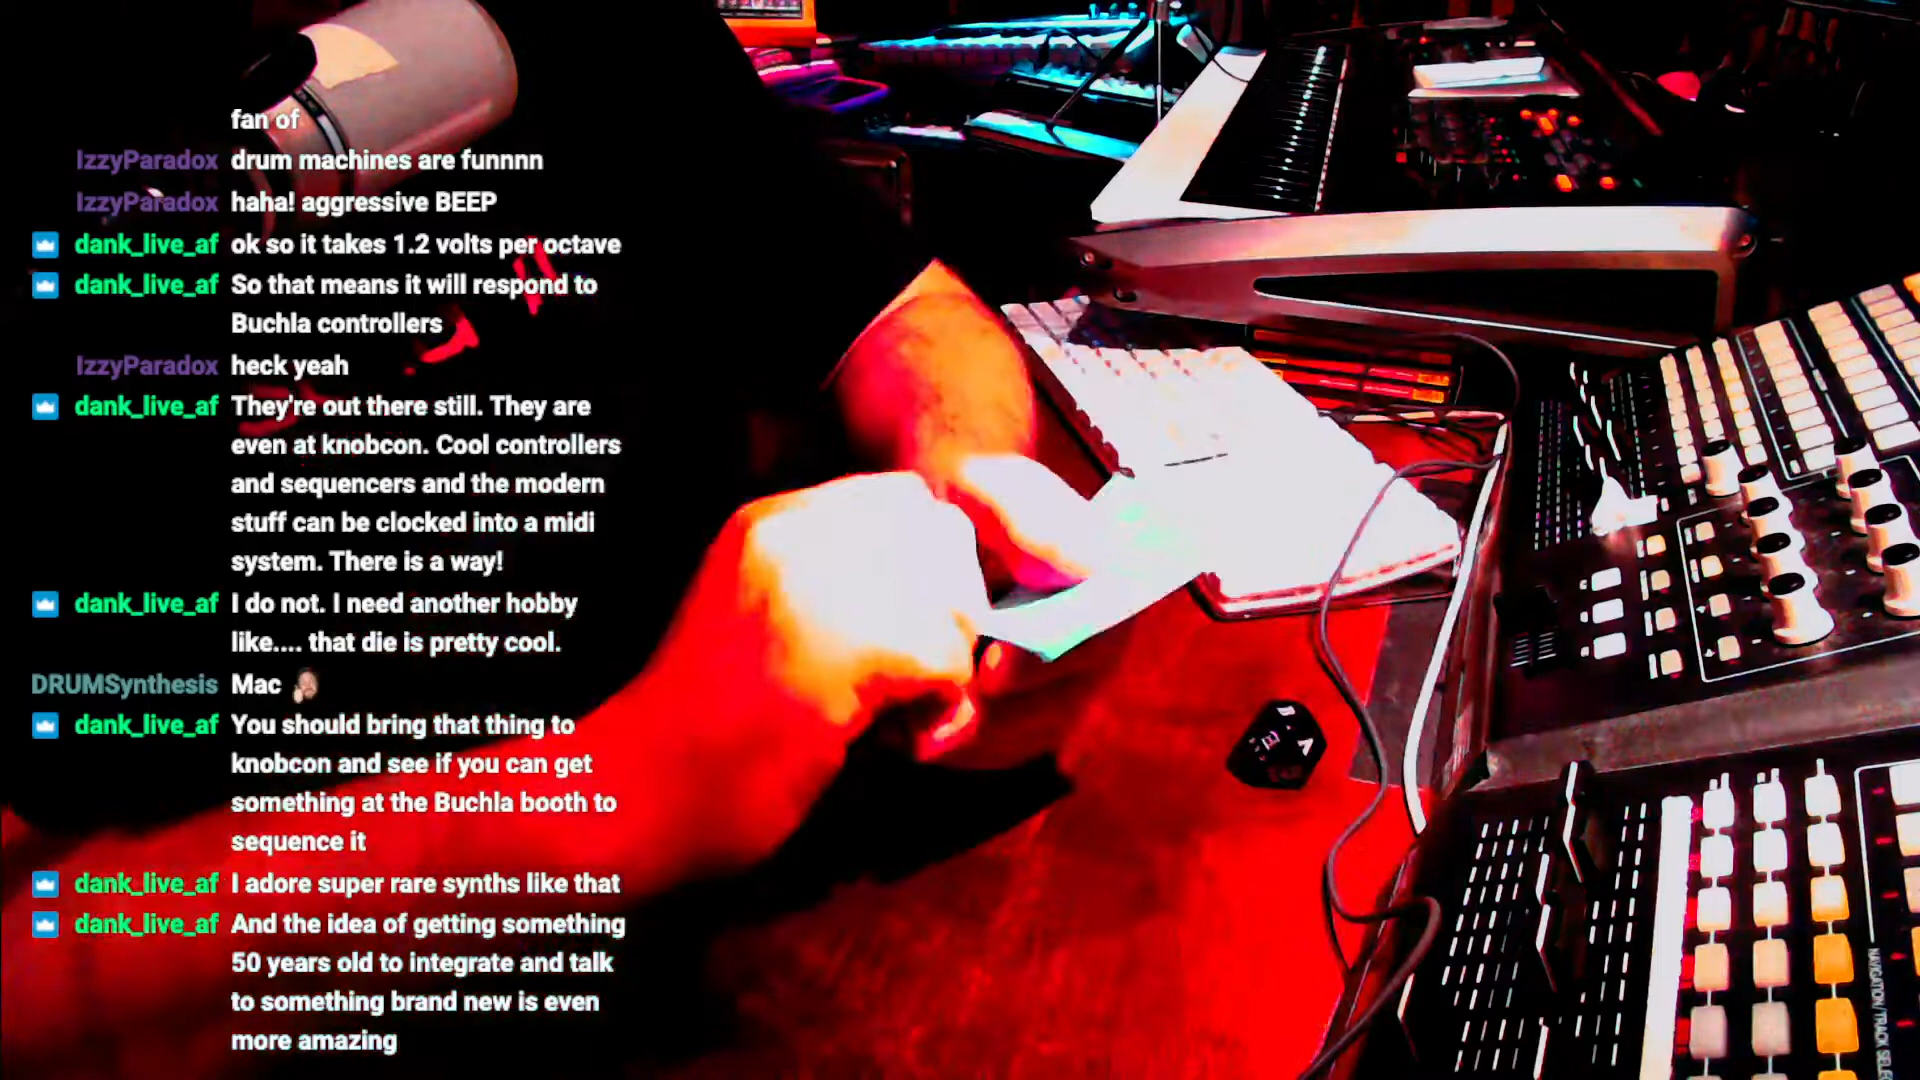 fan of
IzzyParadox drum machines are funnnn
IzzyParadox haha! aggressive BEEP
dank_live_af ok so it takes 1.2 volts per octave
dank_live_af So that means it will respond to
Buchla controllers
IzzyParadox heck yeah
dank_live_af They're out there still. They are
even at knobcon. Cool controllers
and sequencers and the modern
stuff can be clocked into a midi
system. There is a way!
dank_live_af I do not. I need another hobby
like.... that die is pretty cool.
DRUMSynthesis Mac
dank_live_af You should bring that thing to
knobcon and see if you can get
something at the Buchla booth to
sequence it
dank_live_af I adore super rare synths like that
dank_live_af And the idea of getting something
50 years old to integrate and talk
to something brand new is even
more amazing